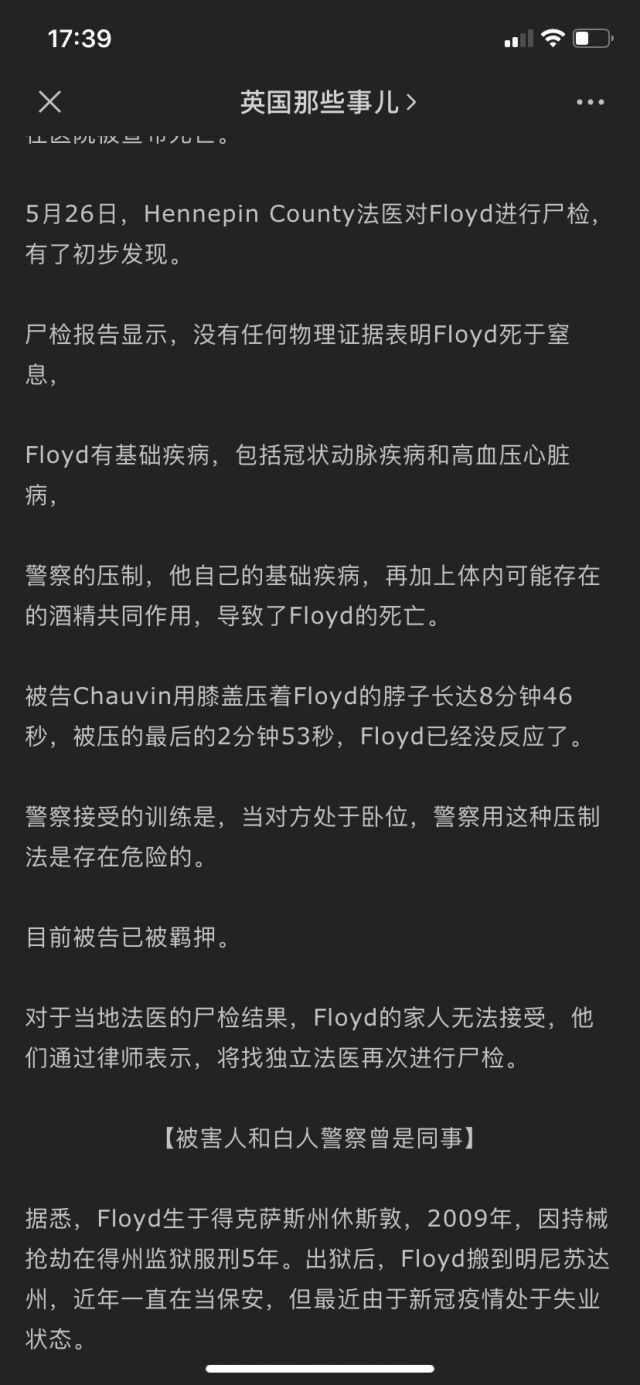 17:39
英国那些事儿
在医院被宣布死亡。
5月26日，Hennepin County法医对Floyd进行尸检，
有了初步发现。
尸检报告显示，没有任何物理证据表明Floyd死于窒
息，
Floyd有基础疾病，包括冠状动脉疾病和高血压心脏
病，
警察的压制，他自己的基础疾病，再加上体内可能存在
的酒精共同作用，导致了Floyd的死亡。
被告Chauvin用膝盖压着Floyd的脖子长达8分钟46
秒，被压的最后的2分钟53秒，Floyd已经没反应了。
警察接受的训练是，当对方处于卧位，警察用这种压制
法是存在危险的。
目前被告已被羁押。
对于当地法医的尸检结果，Floyd的家人无法接受，他
们通过律师表示，将找独立法医再次进行尸检。
【被害人和白人警察曾是同事】
据悉，Floyd生于得克萨斯州休斯敦，2009年，因持械
抢劫在得州监狱服刑5年。出狱后，Floyd搬到明尼苏达
州，近年一直在当保安，但最近由于新冠疫情处于失业
状态。